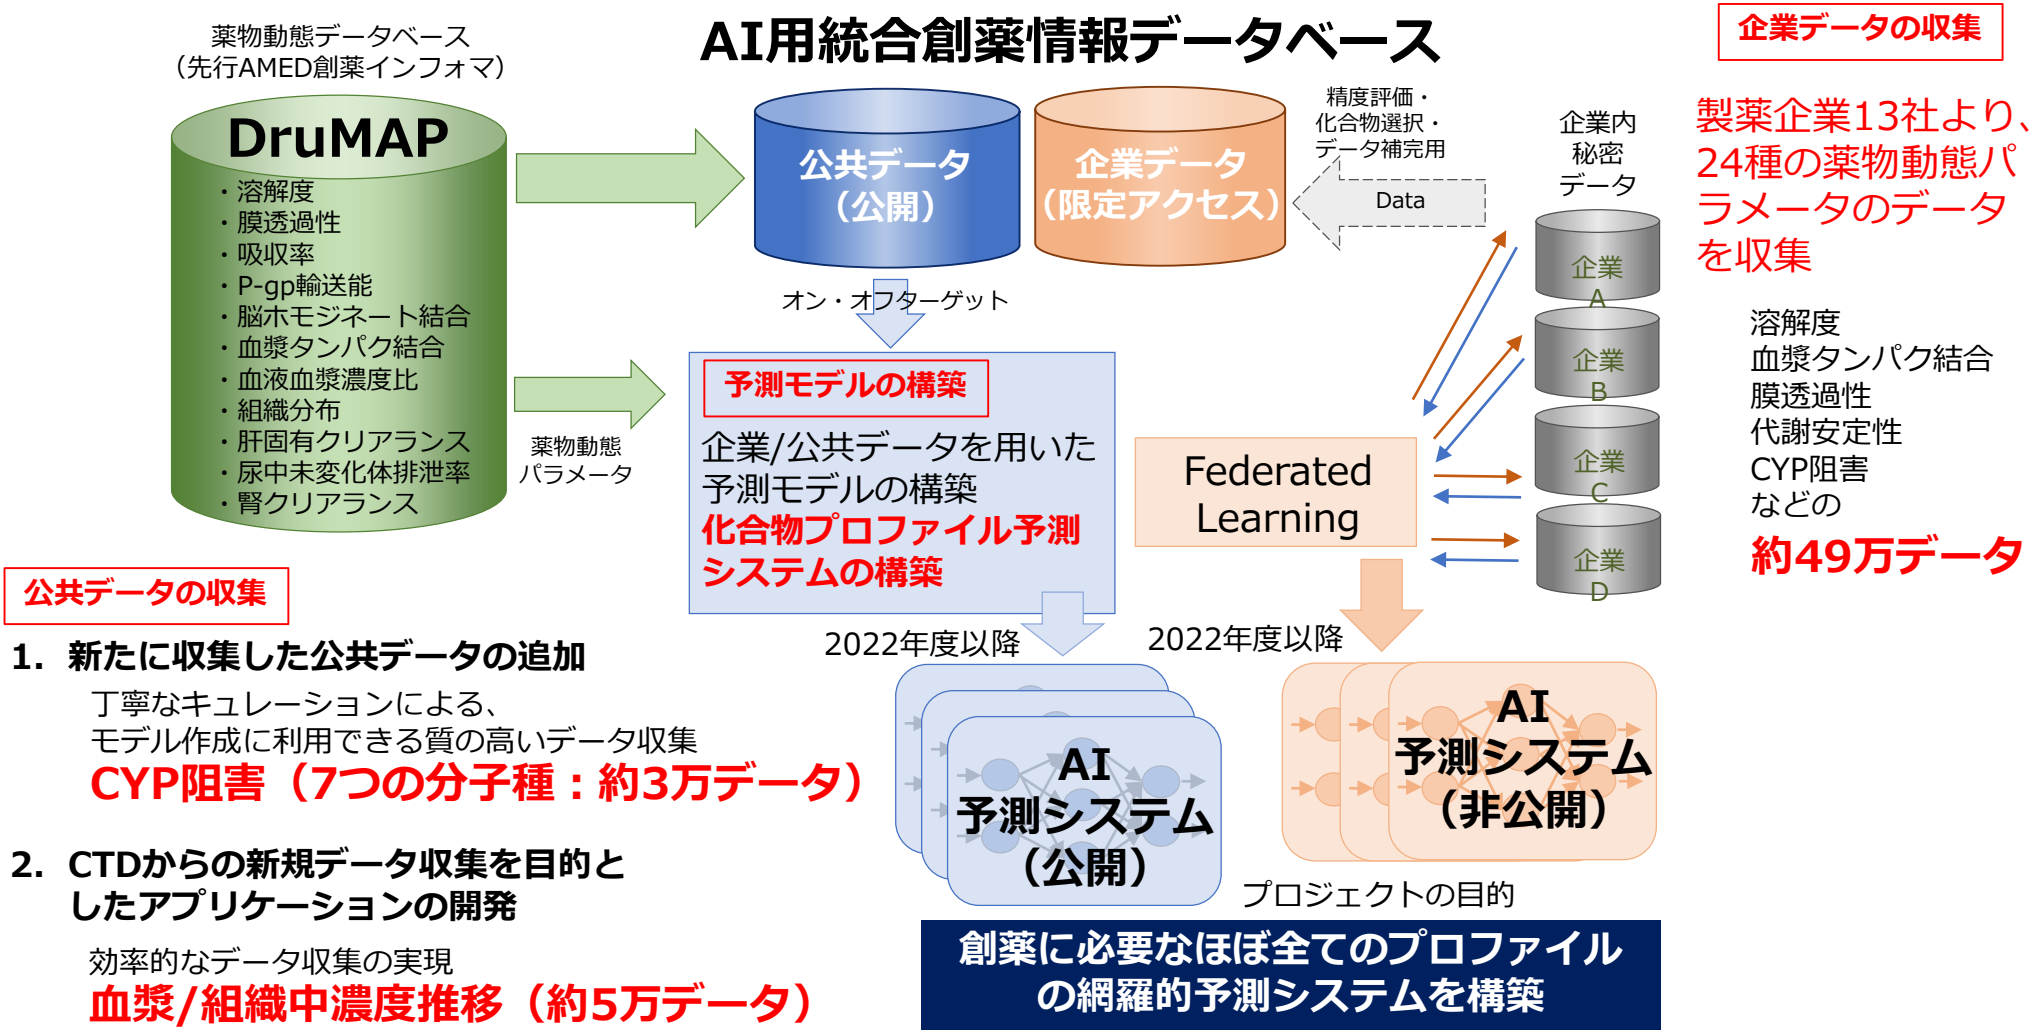 AI用統合創薬情報データベース
薬物動態データベース
（先行AMED創薬インフォマ）
DruMAP
・溶解度
・膜透過性
・吸収率
・P-gp輸送能
・脳ホモジネート結合
・血漿タンパク結合
・血液血漿濃度比
・組織分布
・肝固有クリアランス
・尿中未変化体排泄率
・腎クリアランス
薬物動態
パラメータ
公共データ
（公開）
企業データ
（限定アクセス）
精度評価・
化合物選択・
データ補完用
Data
企業内
秘密
データ
企業
A
企業
B
企業
C
企業
D
企業データの収集
製薬企業13社より、
24種の薬物動態パ
ラメータのデータ
を収集
溶解度
血漿タンパク結合
膜透過性
代謝安定性
CYP阻害
などの
約49万データ
オン・オフターゲット
予測モデルの構築
企業/公共データを用いた
予測モデルの構築
化合物プロファイル予測
システムの構築
Federated
Learning
2022年度以降
2022年度以降
AI
予測システム
（公開）
AI
予測システム
（非公開）
公共データの収集
1. 新たに収集した公共データの追加
丁寧なキュレーションによる、
モデル作成に利用できる質の高いデータ収集
CYP阻害（7つの分子種：約3万データ）
2. CTDからの新規データ収集を目的と
したアプリケーションの開発
効率的なデータ収集の実現
血漿/組織中濃度推移（約5万データ）
プロジェクトの目的
創薬に必要なほぼ全てのプロファイル
の網羅的予測システムを構築